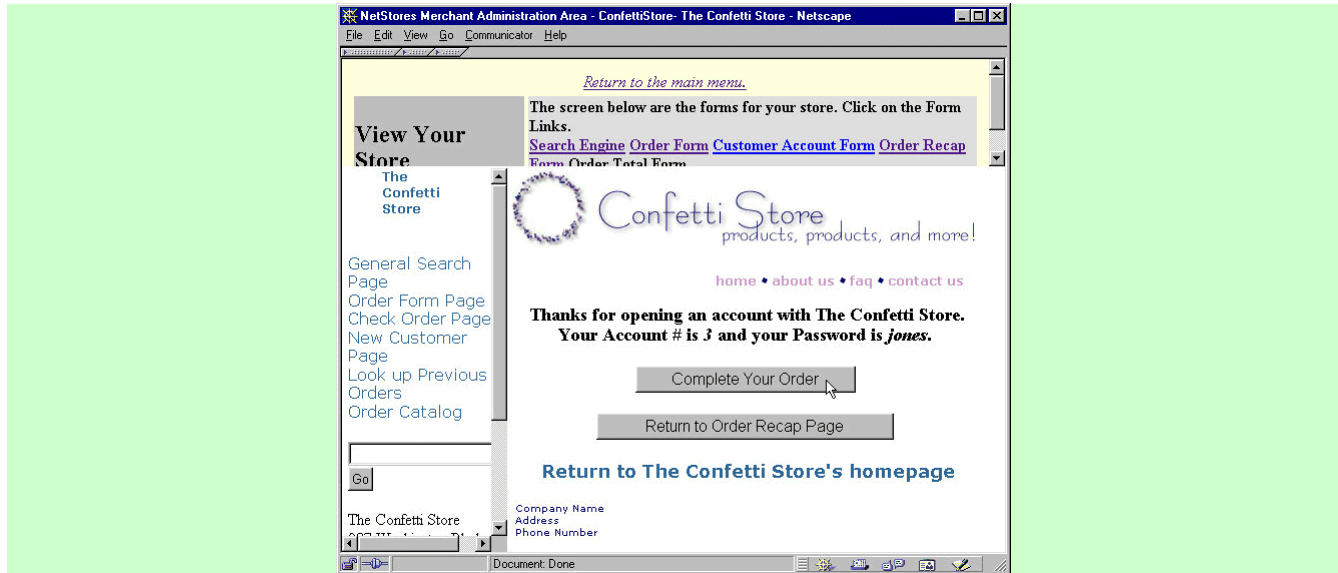 NetStores Merchant Administration Area - ConfettiStore- The Confetti Store - Netscape
File Edit View Go Communicator Help
Return to the main menu.
View Your
Store
The screen below are the forms for your store. Click on the Form
Links.
Search Engine Order Form Customer Account Form Order Recap
Form Order Total Form
The
Confetti
Store
General Search
Page
Order Form Page
Check Order Page
New Customer
Page
Look up Previous
Orders
Order Catalog
Go
The Confetti Store
Confetti Store
products, products, and more!
home • about us • faq • contact us
Thanks for opening an account with The Confetti Store.
Your Account # is 3 and your Password is jones.
Complete Your Order
Return to Order Recap Page
Return to The Confetti Store's homepage
Company Name
Address
Phone Number
Document: Done